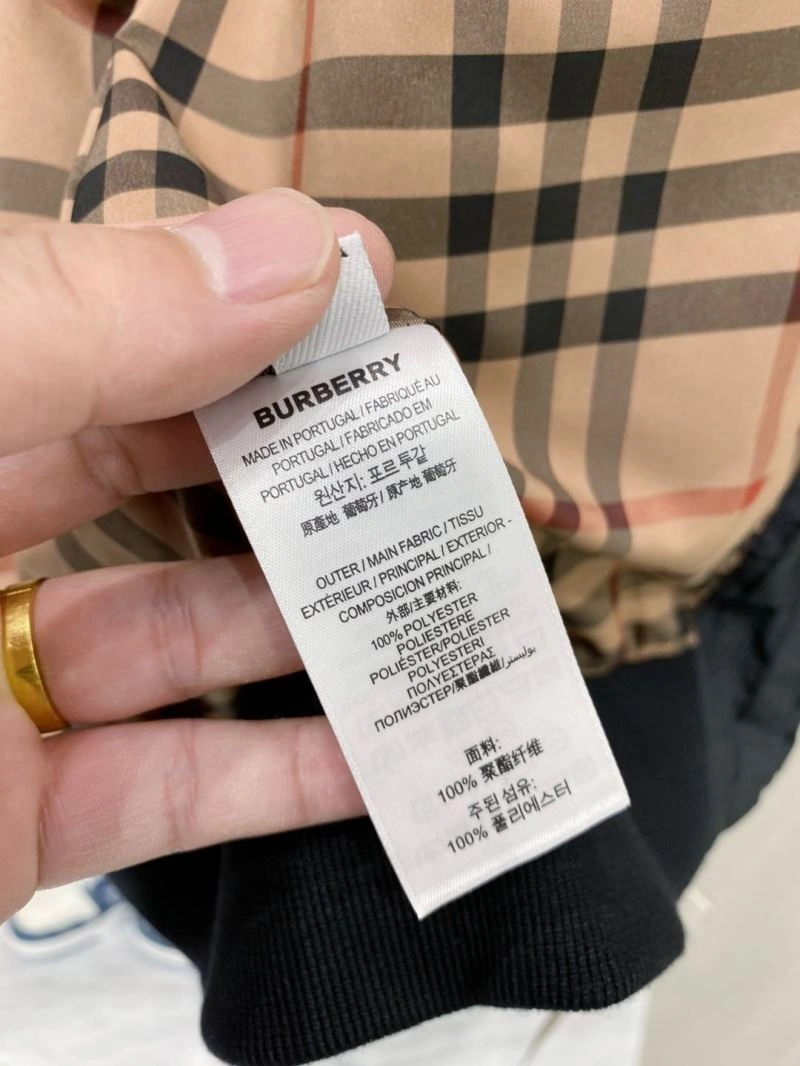 BURBERRY
MADE IN PORTUGAL / FABRIQUÉ AU
PORTUGAL / FABRICADO EM
PORTUGAL / HECHO EN PORTUGAL
원산지: 포르투갈
原產地 葡萄牙 / 原产地 葡萄牙
OUTER / MAIN FABRIC / TISSU
EXTÉRIEUR / PRINCIPAL / EXTERIOR -
COMPOSICION PRINCIPAL /
外部/主要材料:
100% POLYESTER
POLIESTERE
POLIÉSTER/POLIESTER
POLYESTERI
ΠΟΛΥΕΣΤΕΡΑΣ
ПОЛИЭСТЕР/聚酯纖維/بوليستر
面料:
100% 聚酯纤维
주된 섬유:
100% 폴리에스터